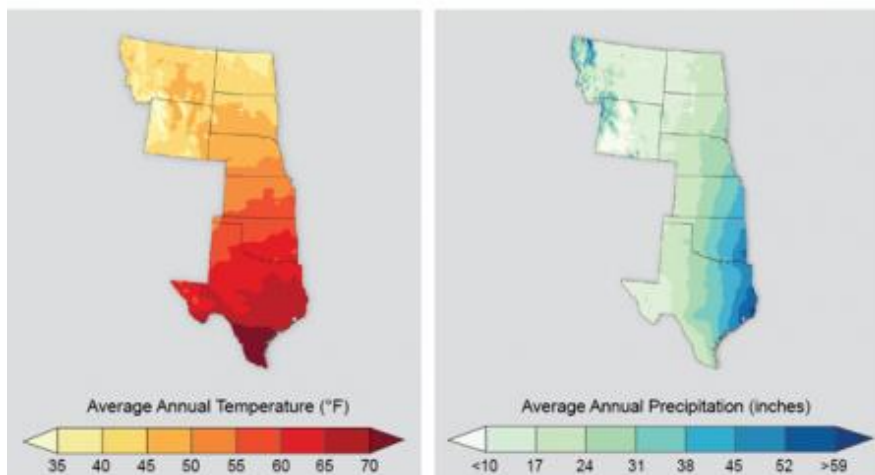 Average Annual Temperature (°F)
35 40 45 50 55 60 65 70
Average Annual Precipitation (inches)
<10 17 24 31 38 45 52 >59